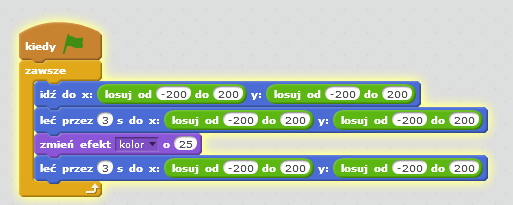 kiedy
zawsze
idź do x: losuj od -200 do 200 y: losuj od -200 do 200
leć przez 3 s do x: losuj od -200 do 200 y: losuj od -200 do 200
zmień efekt kolor o 25
leć przez 3 s do x: losuj od -200 do 200 y: losuj od -200 do 200